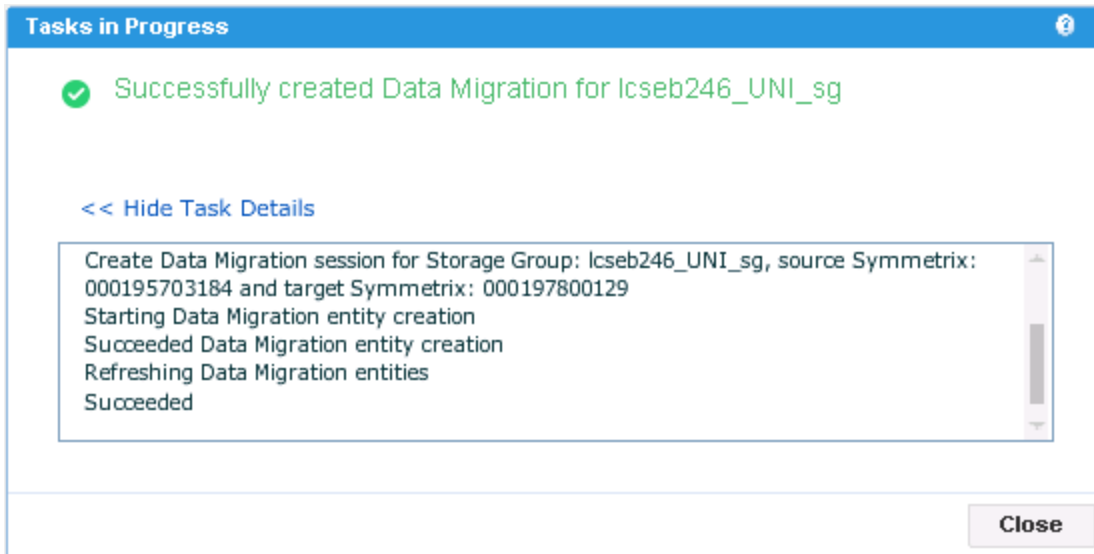 Tasks in Progress
Successfully created Data Migration for lcseb246_UNI_sg
<< Hide Task Details
Create Data Migration session for Storage Group: lcseb246_UNI_sg, source Symmetrix:
000195703184 and target Symmetrix: 000197800129
Starting Data Migration entity creation
Succeeded Data Migration entity creation
Refreshing Data Migration entities
Succeeded
Close